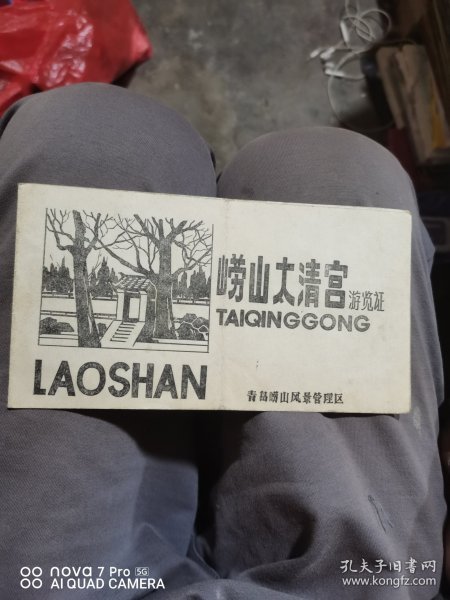 崂山太清宫游览证
TAIQINGGONG
LAOSHAN
青岛崂山风景管理区
nova 7 Pro 5G
AI QUAD CAMERA
孔夫子旧书网
www.kongfz.com